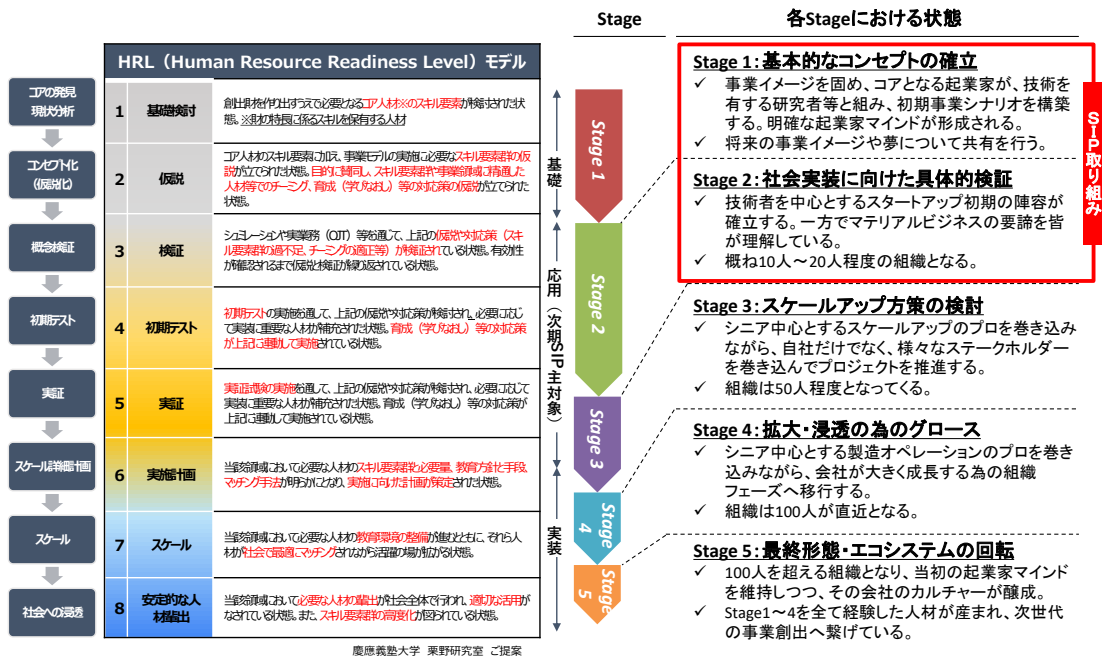 Stage
各Stageにおける状態
HRL（Human Resource Readiness Level）モデル
コアの発見
現状分析
コンセプト化
(仮説化)
概念検証
初期テスト
実証
スケール詳細計画
スケール
社会への浸透
1
基礎検討
創出財を作り出すうえで必要となるコア人材※のスキル要素が検討された状
態。※財の特長に係るスキルを保有する人材
2
仮説
コア人材のスキル要素に加え、事業モデルの実施に必要なスキル要素群の仮
説が立てられた状態。目的に賛同し、スキル要素群や事業領域に精通した
人材等でのチーミング、育成（学びなおし）等の対応策の仮説が立てられた
状態。
3
検証
シュミレーションや実業務（OJT）等を通して、上記の仮説や対応策（スキ
ル要素群の過不足、チーミングの適正等）が検証されている状態。有効性
が確認されるまで仮説と検証が繰り返されている状態。
4
初期テスト
初期テストの実施を通して、上記の仮説や対応策が検討され、必要に応じ
て実装に重要な人材が補充された状態。育成（学びなおし）等の対応策
が上記に連動して実施されている状態。
5
実証
実証試験の実施を通して、上記の仮説や対応策が検討され、必要に応じて
実装に重要な人材が補充された状態。育成（学びなおし）等の対応策が
上記に連動して実施されている状態。
6
実施計画
当該領域において必要な人材のスキル要素群と必要量、教育方針と手段、
マッチング手法が明らかになり、実施に向けた計画が策定された状態。
7
スケール
当該領域において必要な人材の教育環境の整備が進むとともに、それら人
材が社会で最適にマッチングされながら活躍の場が拡がる状態。
8
安定的な人
材輩出
当該領域において必要な人材の輩出が社会全体で行われ、適切な活用が
なされている状態。また、スキル要素群の高度化が図られている状態。
慶應義塾大学 栗野研究室 ご提案
基礎
応用（次期SIP主対象）
実装
Stage 1
Stage 2
Stage 3
Stage
4
Stage
5
Stage 1：基本的なコンセプトの確立
✓ 事業イメージを固め、コアとなる起業家が、技術を
有する研究者等と組み、初期事業シナリオを構築
する。明確な起業家マインドが形成される。
✓ 将来の事業イメージや夢について共有を行う。
Stage 2：社会実装に向けた具体的検証
✓ 技術者を中心とするスタートアップ初期の陣容が
確立する。一方でマテリアルビジネスの要諦を皆
が理解している。
✓ 概ね10人～20人程度の組織となる。
SIP取り組み
Stage 3：スケールアップ方策の検討
✓ シニア中心とするスケールアップのプロを巻き込み
ながら、自社だけでなく、様々なステークホルダー
を巻き込んでプロジェクトを推進する。
✓ 組織は50人程度となってくる。
Stage 4：拡大・浸透の為のグロース
✓ シニア中心とする製造オペレーションのプロを巻き
込みながら、会社が大きく成長する為の組織
フェーズへ移行する。
✓ 組織は100人が直近となる。
Stage 5：最終形態・エコシステムの回転
✓ 100人を超える組織となり、当初の起業家マインド
を維持しつつ、その会社のカルチャーが醸成。
✓ Stage1～4を全て経験した人材が産まれ、次世代
の事業創出へ繋げている。